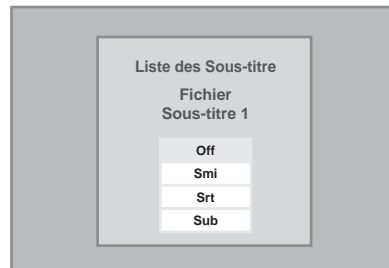 Liste des Sous-titre
Fichier
Sous-titre 1
Off
Smi
Srt
Sub